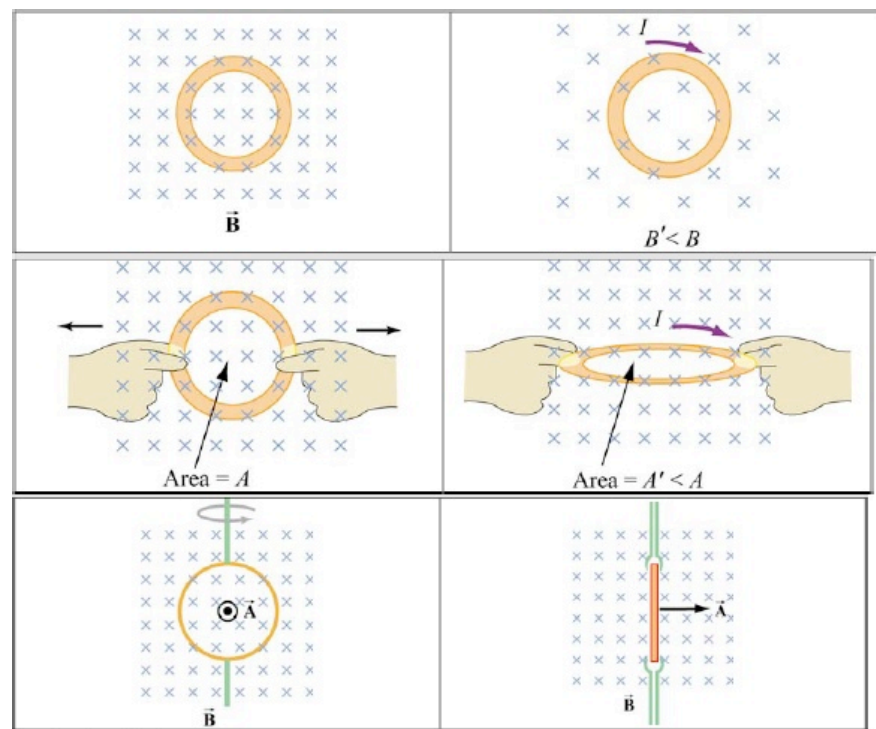 I
B⃗
B′ < B
I
Area = A
Area = A′ < A
A⃗
A⃗
B⃗
B⃗